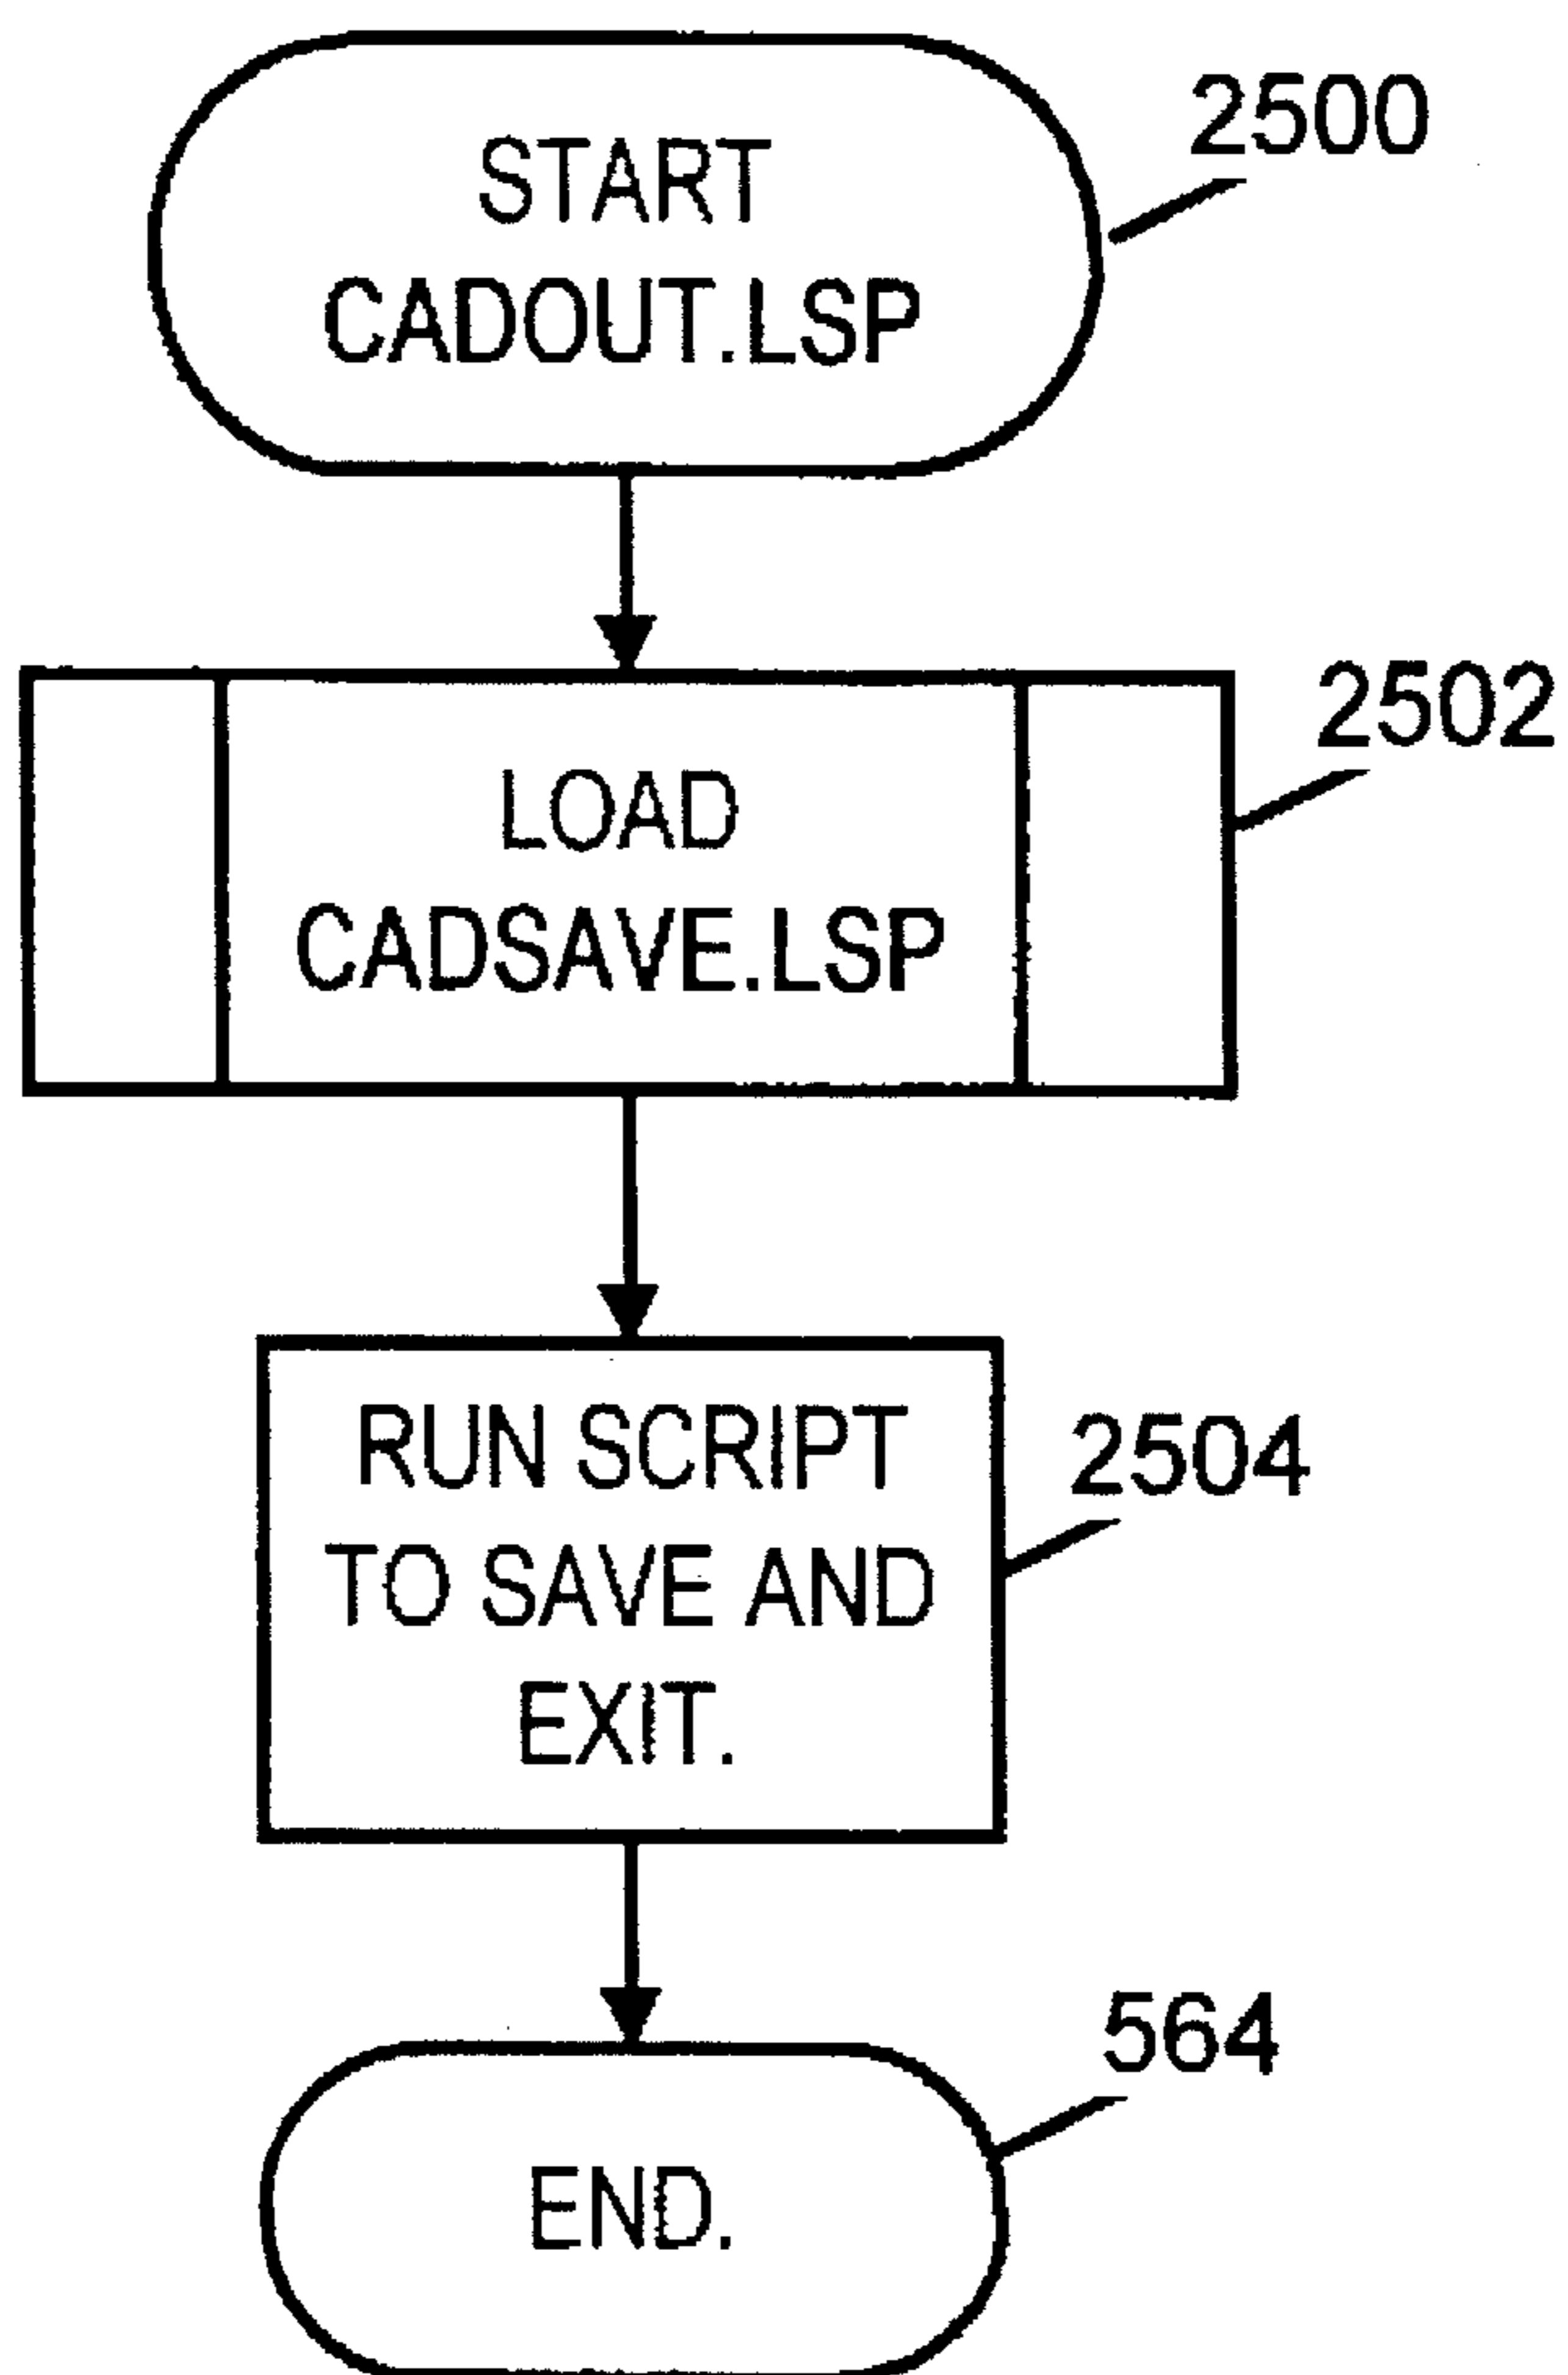 START
CADOUT.LSP
2500
LOAD
CADSAVE.LSP
2502
RUN SCRIPT
TO SAVE AND
EXIT.
2504
END.
564